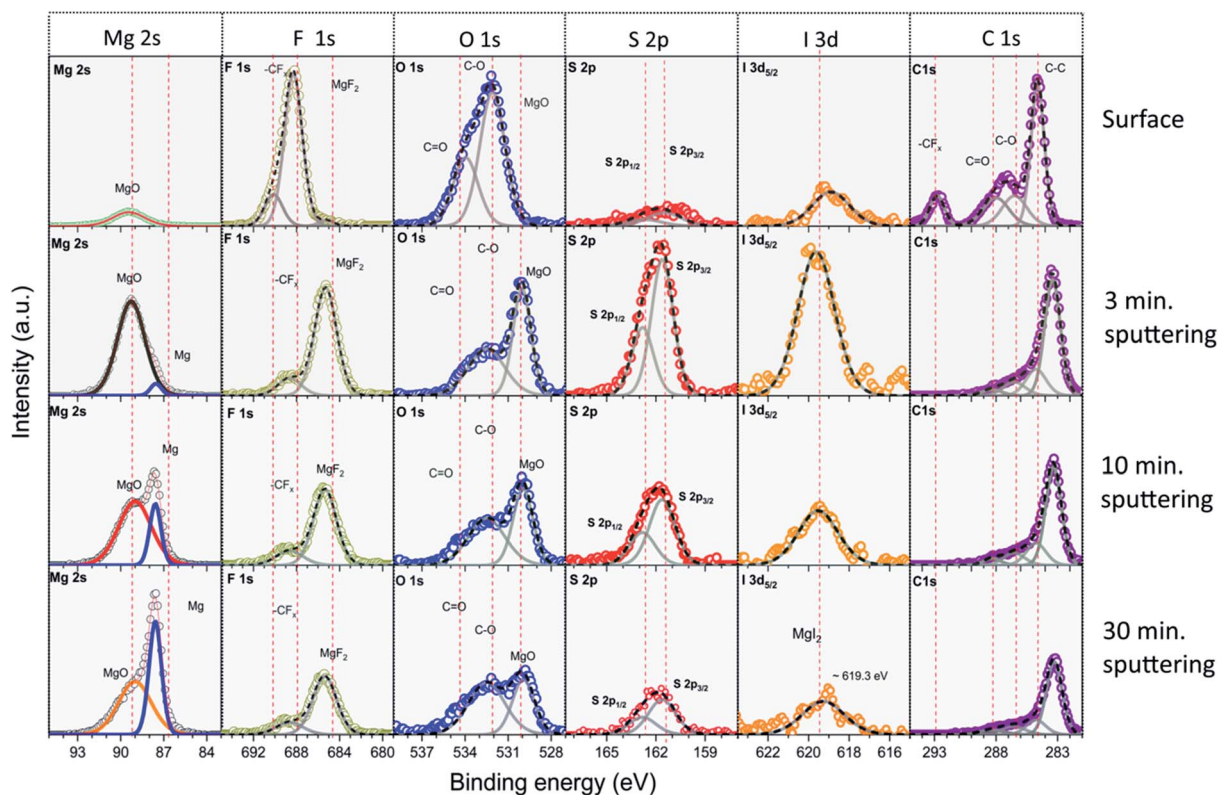 Mg 2s F 1s O 1s S 2p I 3d C 1s
Mg 2s F 1s -CFx MgF2 O 1s C-O MgO C=O S 2p S 2p1/2 S 2p3/2 I 3d5/2 C1s C-C -CFx C=O C-O
MgO
Surface
Mg 2s MgO Mg F 1s -CFx MgF2 O 1s C-O C=O MgO S 2p S 2p1/2 S 2p3/2 I 3d5/2 C1s
3 min.
sputtering
Mg 2s MgO Mg F 1s -CFx MgF2 O 1s C-O C=O MgO S 2p S 2p1/2 S 2p3/2 I 3d5/2 C1s
10 min.
sputtering
Mg 2s MgO Mg F 1s -CFx MgF2 O 1s C=O C-O MgO S 2p S 2p1/2 S 2p3/2 I 3d5/2 MgI2 ~ 619.3 eV C1s
30 min.
sputtering
Intensity (a.u.)
93 90 87 84 692 688 684 680 537 534 531 528 165 162 159 622 620 618 616 293 288 283
Binding energy (eV)